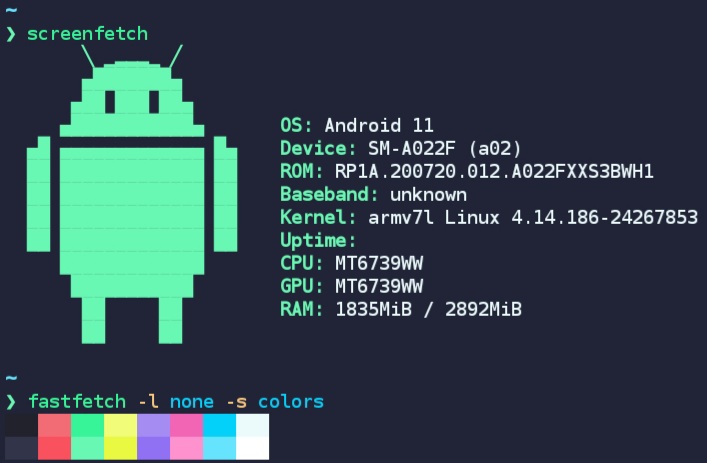 ~
❯ screenfetch
OS: Android 11
Device: SM-A022F (a02)
ROM: RP1A.200720.012.A022FXXS3BWH1
Baseband: unknown
Kernel: armv7l Linux 4.14.186-24267853
Uptime:
CPU: MT6739WW
GPU: MT6739WW
RAM: 1835MiB / 2892MiB
~
❯ fastfetch -l none -s colors